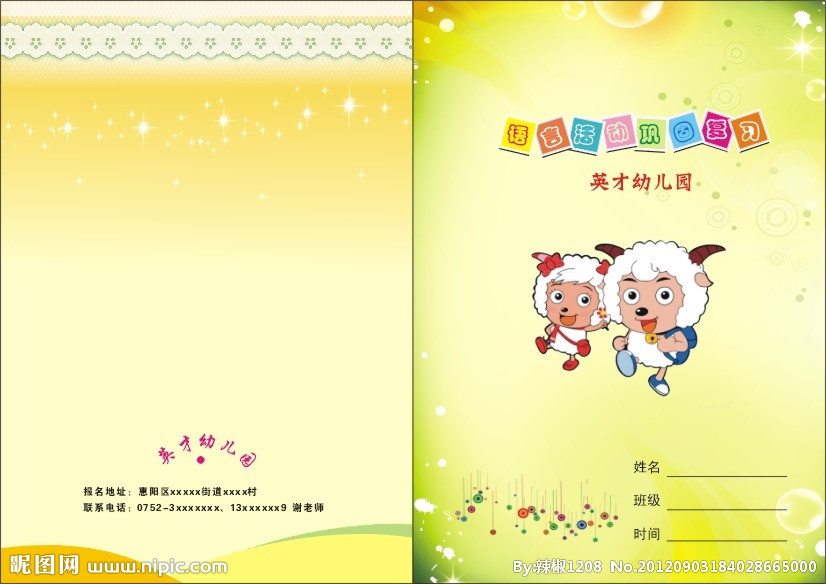 英才幼儿园
报名地址：惠阳区xxxxx街道xxxx村
联系电话：0752-3xxxxxxx、13xxxxxx9 谢老师
昵图网 www.nipic.com
语言活动巩固复习
英才幼儿园
姓名
班级
时间
By:辣椒1208 No.20120903184028665000